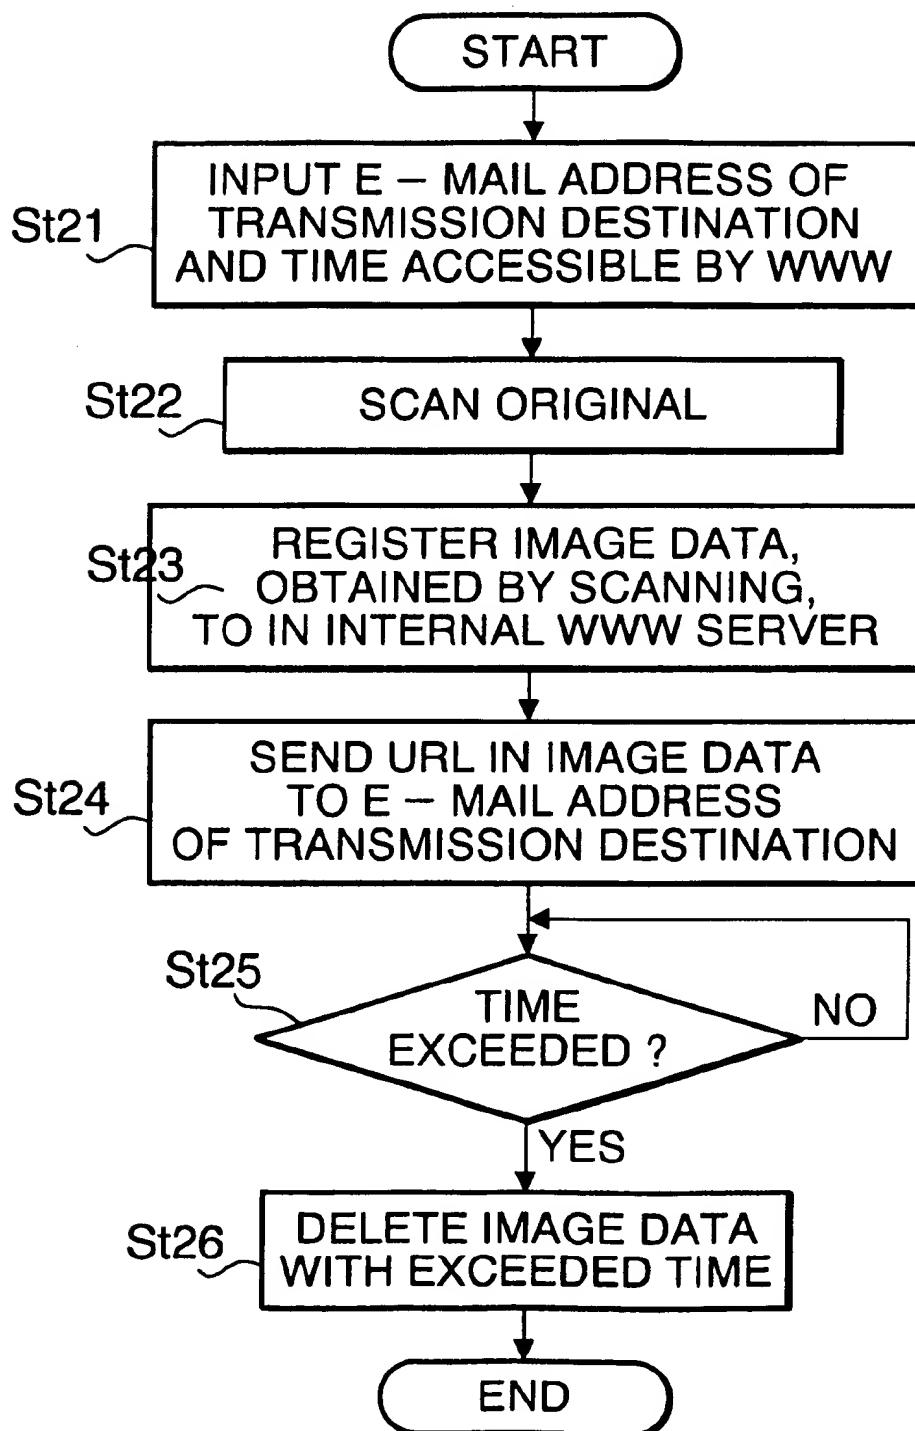 START
INPUT E – MAIL ADDRESS OF
TRANSMISSION DESTINATION
AND TIME ACCESSIBLE BY WWW
St21
SCAN ORIGINAL
St22
REGISTER IMAGE DATA,
OBTAINED BY SCANNING,
TO IN INTERNAL WWW SERVER
St23
SEND URL IN IMAGE DATA
TO E – MAIL ADDRESS
OF TRANSMISSION DESTINATION
St24
St25
TIME
EXCEEDED ?
NO
YES
DELETE IMAGE DATA
WITH EXCEEDED TIME
St26
END